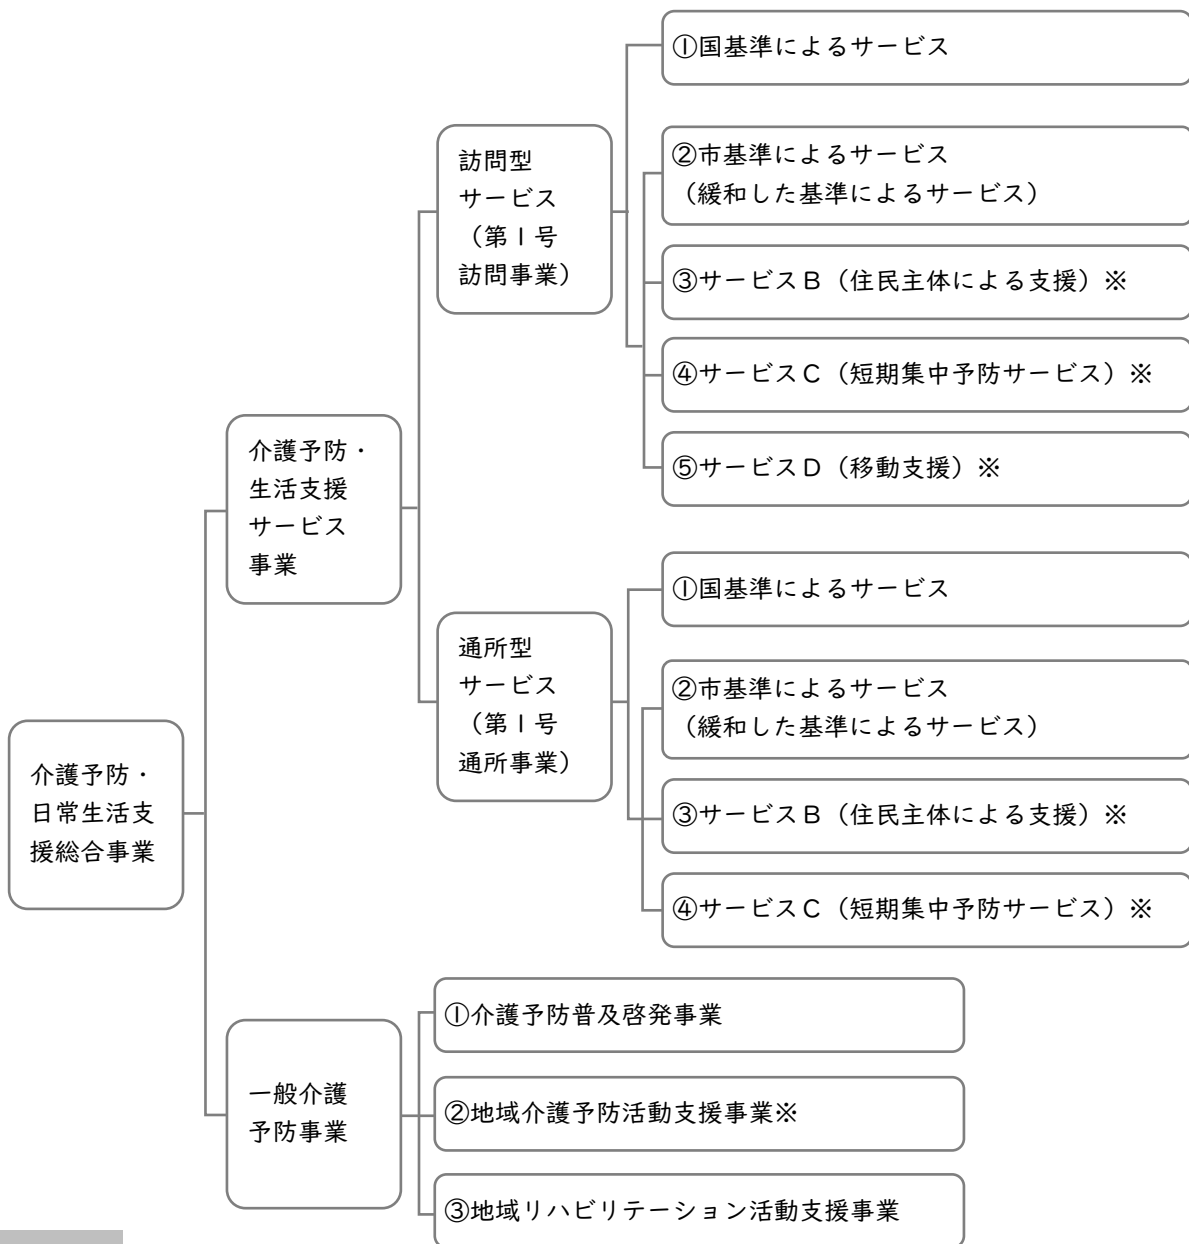 ①国基準によるサービス
訪問型
サービス
（第１号
訪問事業）
②市基準によるサービス
（緩和した基準によるサービス）
③サービスＢ（住民主体による支援）※
④サービスＣ（短期集中予防サービス）※
⑤サービスＤ（移動支援）※
介護予防・
生活支援
サービス
事業
①国基準によるサービス
通所型
サービス
（第１号
通所事業）
②市基準によるサービス
（緩和した基準によるサービス）
③サービスＢ（住民主体による支援）※
④サービスＣ（短期集中予防サービス）※
介護予防・
日常生活支
援総合事業
一般介護
予防事業
①介護予防普及啓発事業
②地域介護予防活動支援事業※
③地域リハビリテーション活動支援事業